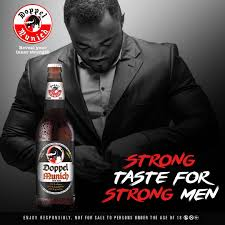 Doppel
Munich
Reveal your
inner strength
Doppel
Munich
STRONG
TASTE FOR
STRONG MEN
ENJOY RESPONSIBLY. NOT FOR SALE TO PERSONS UNDER THE AGE OF 18